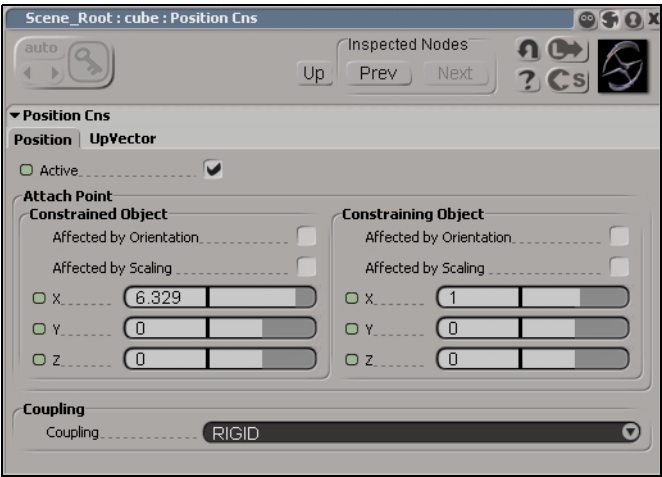 Scene_Root : cube : Position Cns
auto
Inspected Nodes
Up Prev Next
? C S
L
Position Cns
Position UpVector
Active
Attach Point
Constrained Object
Affected by Orientation
Affected by Scaling
X 6.329
Y 0
Z 0
Constraining Object
Affected by Orientation
Affected by Scaling
X 1
Y 0
Z 0
Coupling
Coupling RIGID